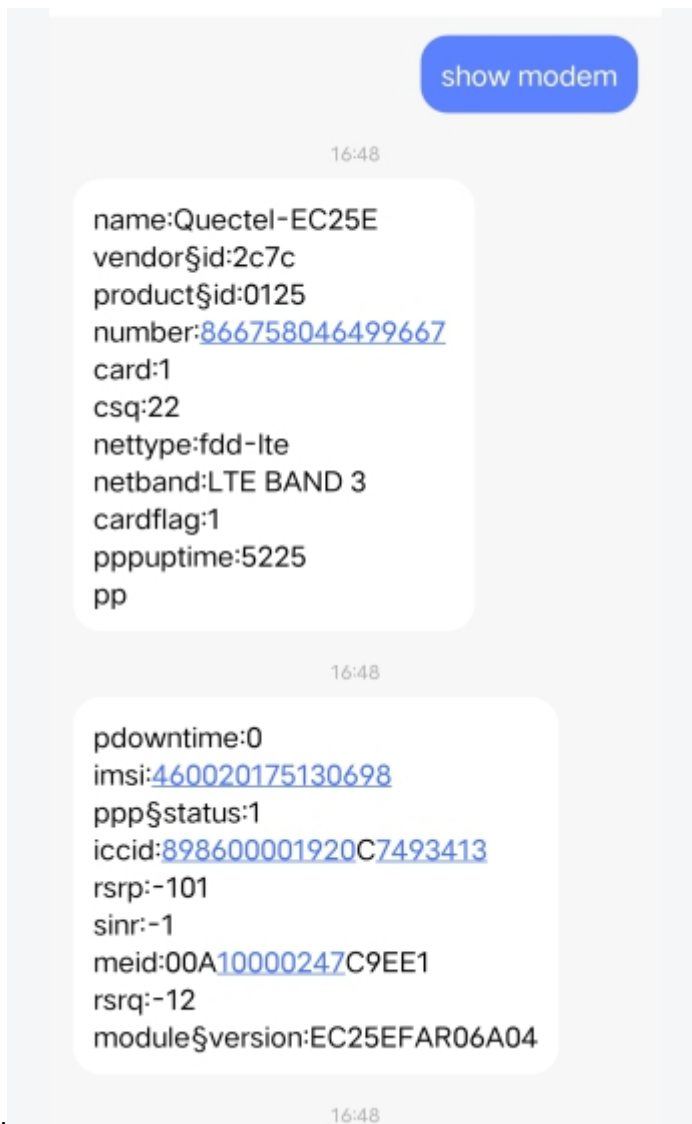 show modem
16:48
name:Quectel-EC25E
vendor§id:2c7c
product§id:0125
number:866758046499667
card:1
csq:22
nettype:fdd-lte
netband:LTE BAND 3
cardflag:1
pppuptime:5225
pp
16:48
pdowntime:0
imsi:460020175130698
ppp§status:1
iccid:898600001920C7493413
rsrp:-101
sinr:-1
meid:00A10000247C9EE1
rsrq:-12
module§version:EC25EFAR06A04
16:48
.